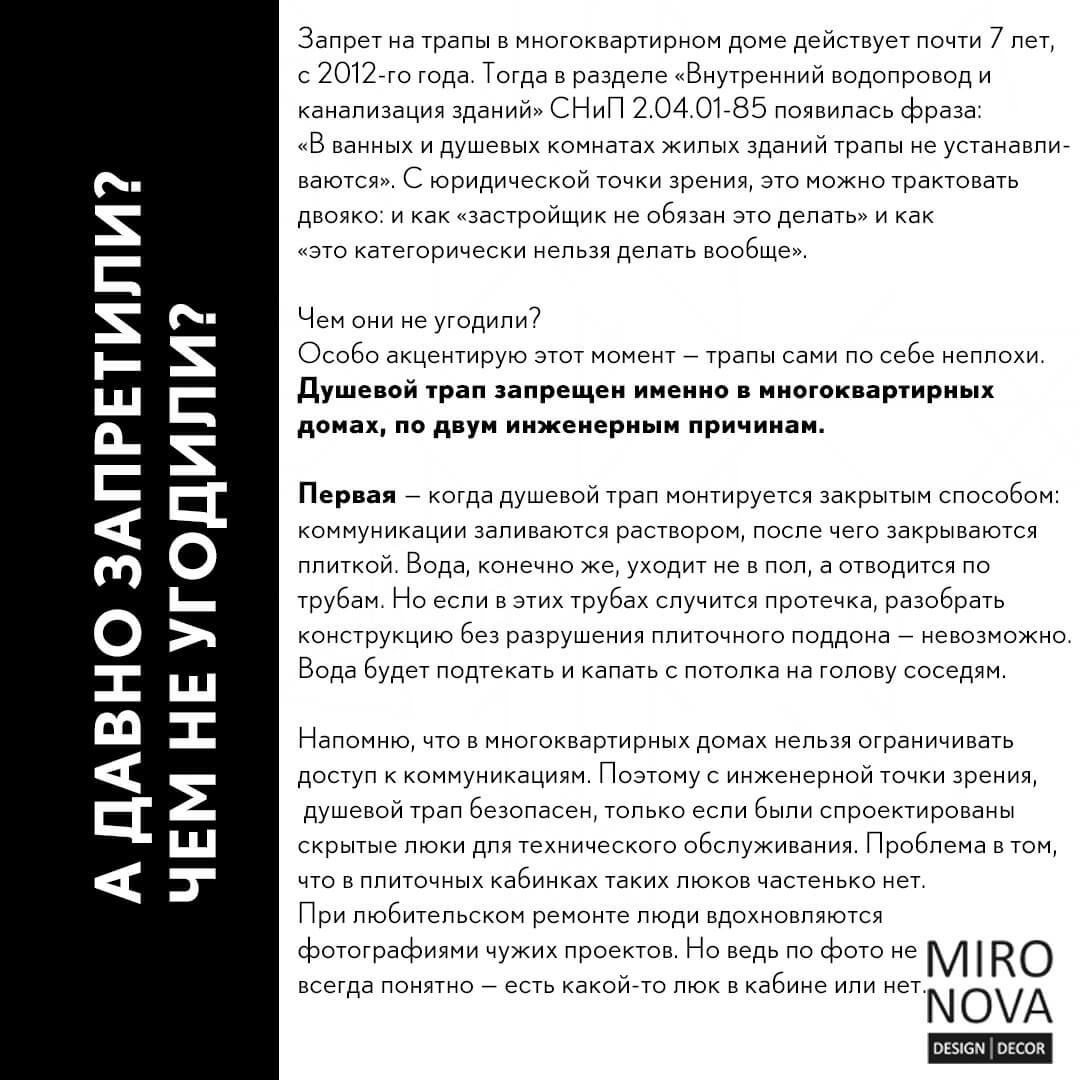 А ДАВНО ЗАПРЕТИЛИ?
ЧЕМ НЕ УГОДИЛИ?
Запрет на трапы в многоквартирном доме действует почти 7 лет,
с 2012-го года. Тогда в разделе «Внутренний водопровод и
канализация зданий» СНиП 2.04.01-85 появилась фраза:
«В ванных и душевых комнатах жилых зданий трапы не устанавли-
ваются». С юридической точки зрения, это можно трактовать
двояко: и как «застройщик не обязан это делать» и как
«это категорически нельзя делать вообще».
Чем они не угодили?
Особо акцентирую этот момент – трапы сами по себе неплохи.
Душевой трап запрещен именно в многоквартирных
домах, по двум инженерным причинам.
Первая – когда душевой трап монтируется закрытым способом:
коммуникации заливаются раствором, после чего закрываются
плиткой. Вода, конечно же, уходит не в пол, а отводится по
трубам. Но если в этих трубах случится протечка, разобрать
конструкцию без разрушения плиточного поддона – невозможно.
Вода будет подтекать и капать с потолка на голову соседям.
Напомню, что в многоквартирных домах нельзя ограничивать
доступ к коммуникациям. Поэтому с инженерной точки зрения,
душевой трап безопасен, только если были спроектированы
скрытые люки для технического обслуживания. Проблема в том,
что в плиточных кабинках таких люков частенько нет.
При любительском ремонте люди вдохновляются
фотографиями чужих проектов. Но ведь по фото не
всегда понятно – есть какой-то люк в кабине или нет.
MIRO
NOVA
DESIGN | DECOR